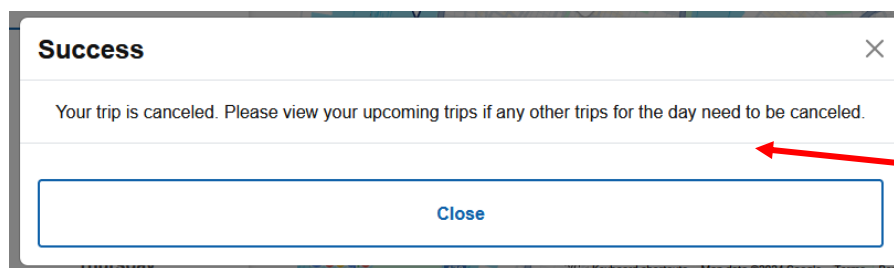 Success
Your trip is canceled. Please view your upcoming trips if any other trips for the day need to be canceled.
Close